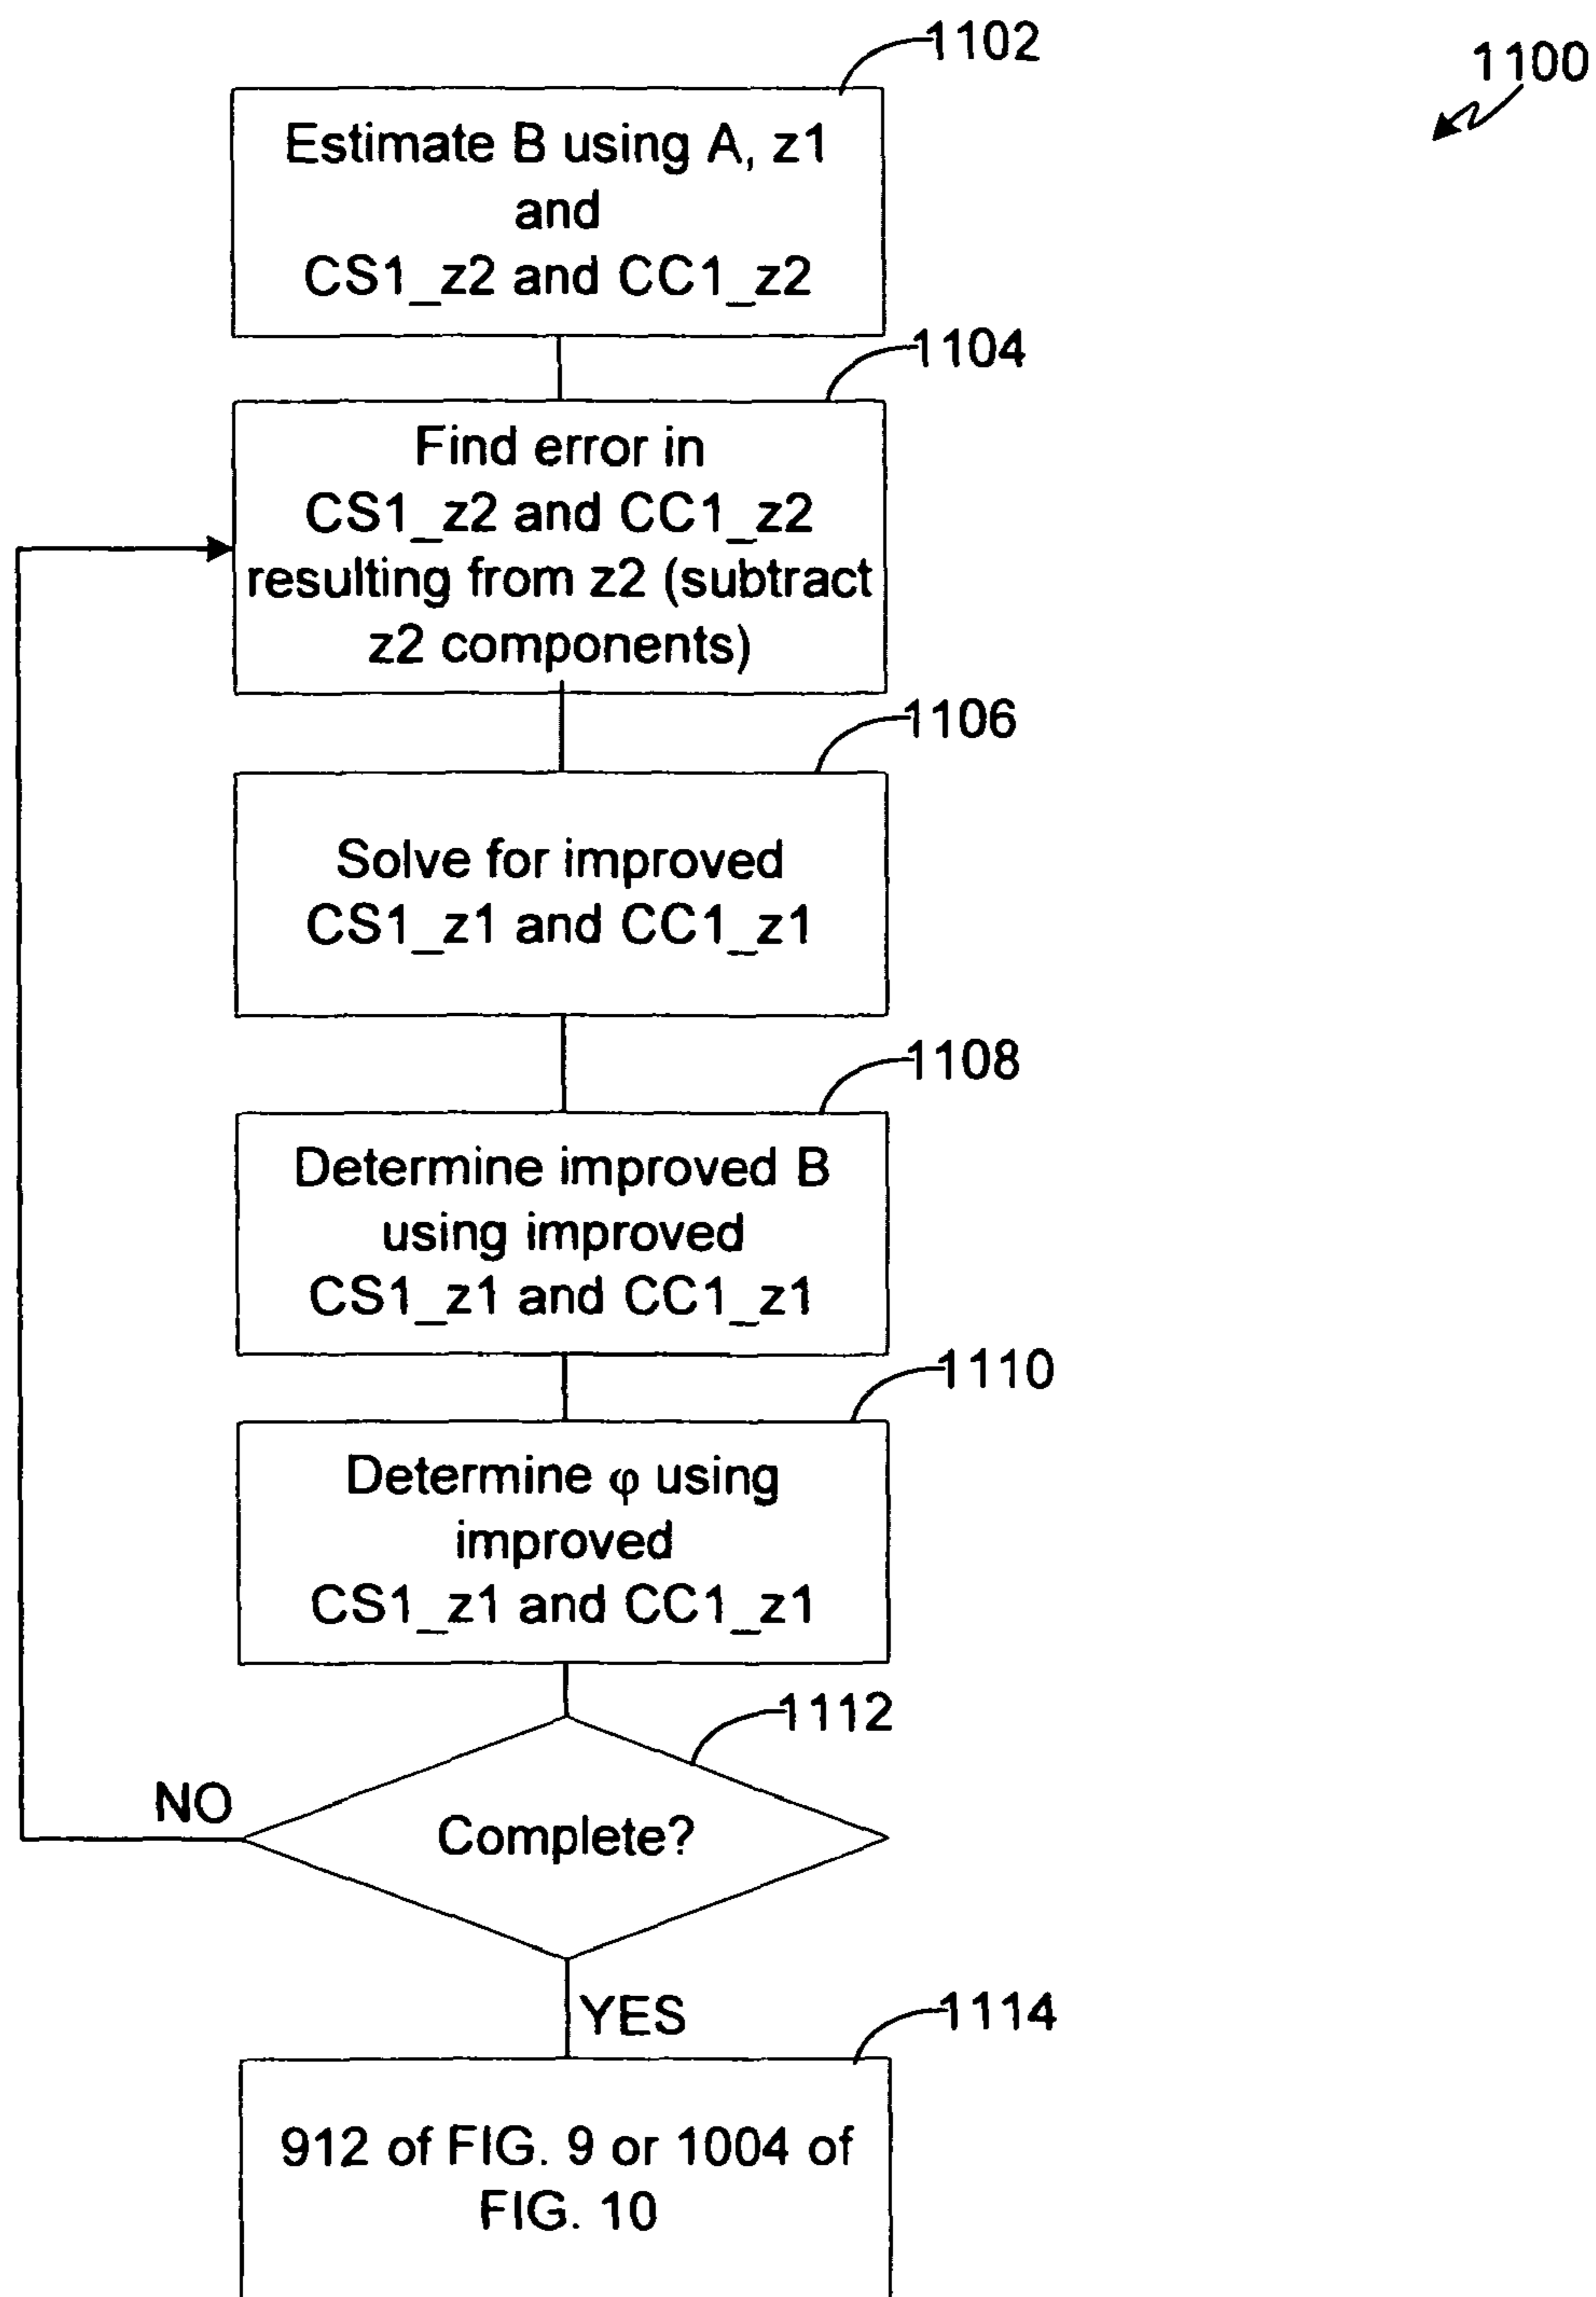 1102
1100
Estimate B using A, z1
and
CS1_z2 and CC1_z2
1104
Find error in
CS1_z2 and CC1_z2
resulting from z2 (subtract
z2 components)
1106
Solve for improved
CS1_z1 and CC1_z1
1108
Determine improved B
using improved
CS1_z1 and CC1_z1
1110
Determine φ using
improved
CS1_z1 and CC1_z1
1112
NO
Complete?
YES
1114
912 of FIG. 9 or 1004 of
FIG. 10